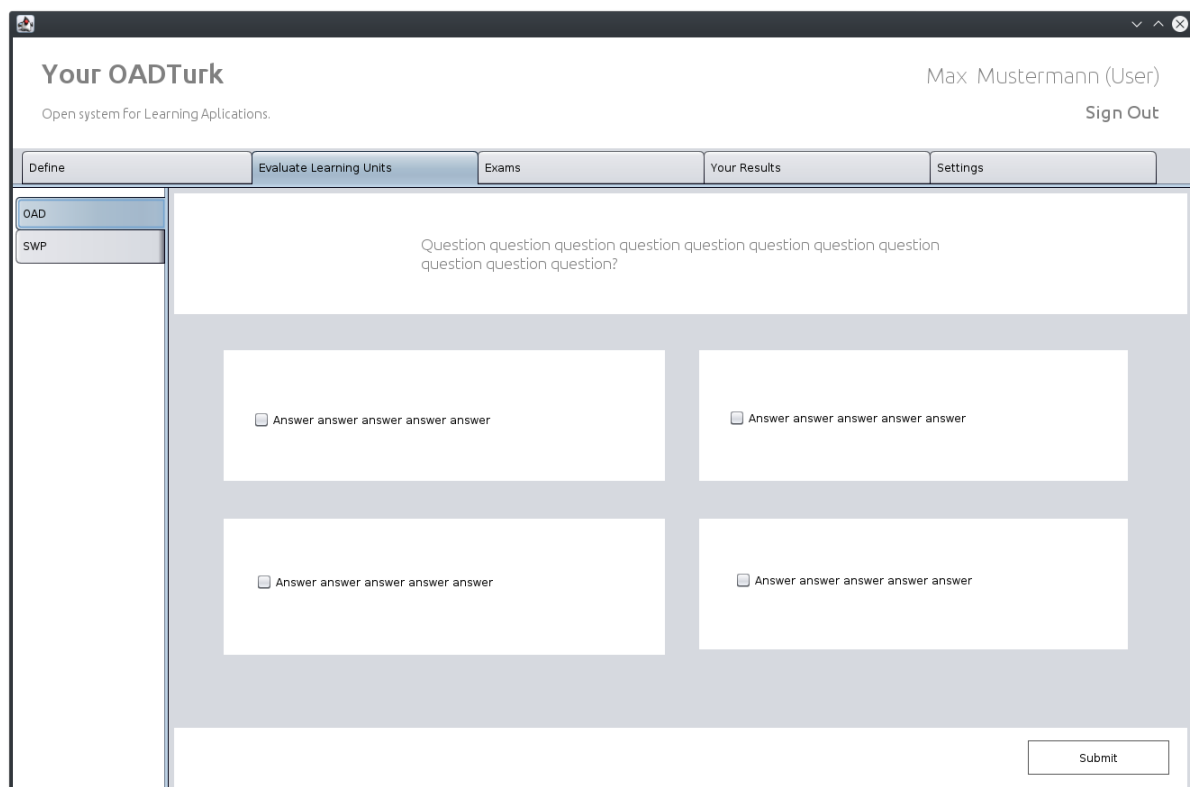 Your OADTurk
Max Mustermann (User)
Open system for Learning Aplications.
Sign Out
Define
Evaluate Learning Units
Exams
Your Results
Settings
OAD
SWP
Question question question question question question question question
question question question?
Answer answer answer answer answer
Answer answer answer answer answer
Answer answer answer answer answer
Answer answer answer answer answer
Submit